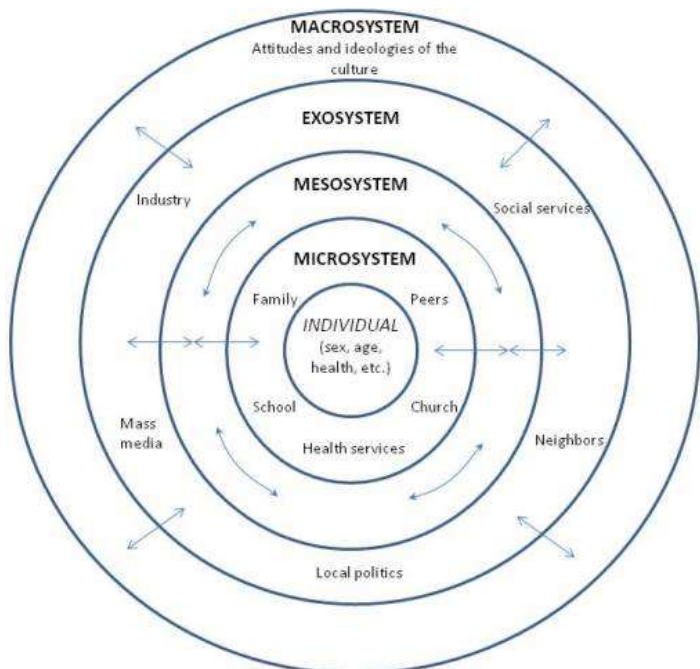 MACROSYSTEM
Attitudes and ideologies of the
culture
EXOSYSTEM
MESOSYSTEM
Industry
Social services
MICROSYSTEM
Family
Peers
INDIVIDUAL
(sex, age,
health, etc.)
School
Church
Mass
media
Health services
Neighbors
Local politics